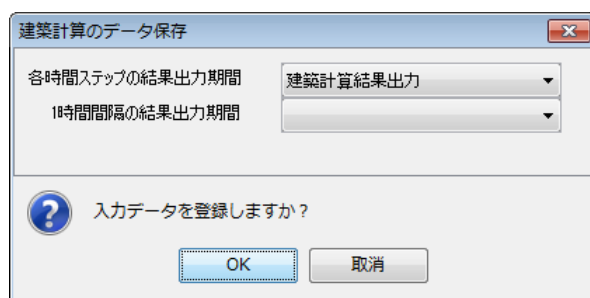 建築計算のデータ保存
各時間ステップの結果出力期間 建築計算結果出力
1時間間隔の結果出力期間
入力データを登録しますか？
OK 取消